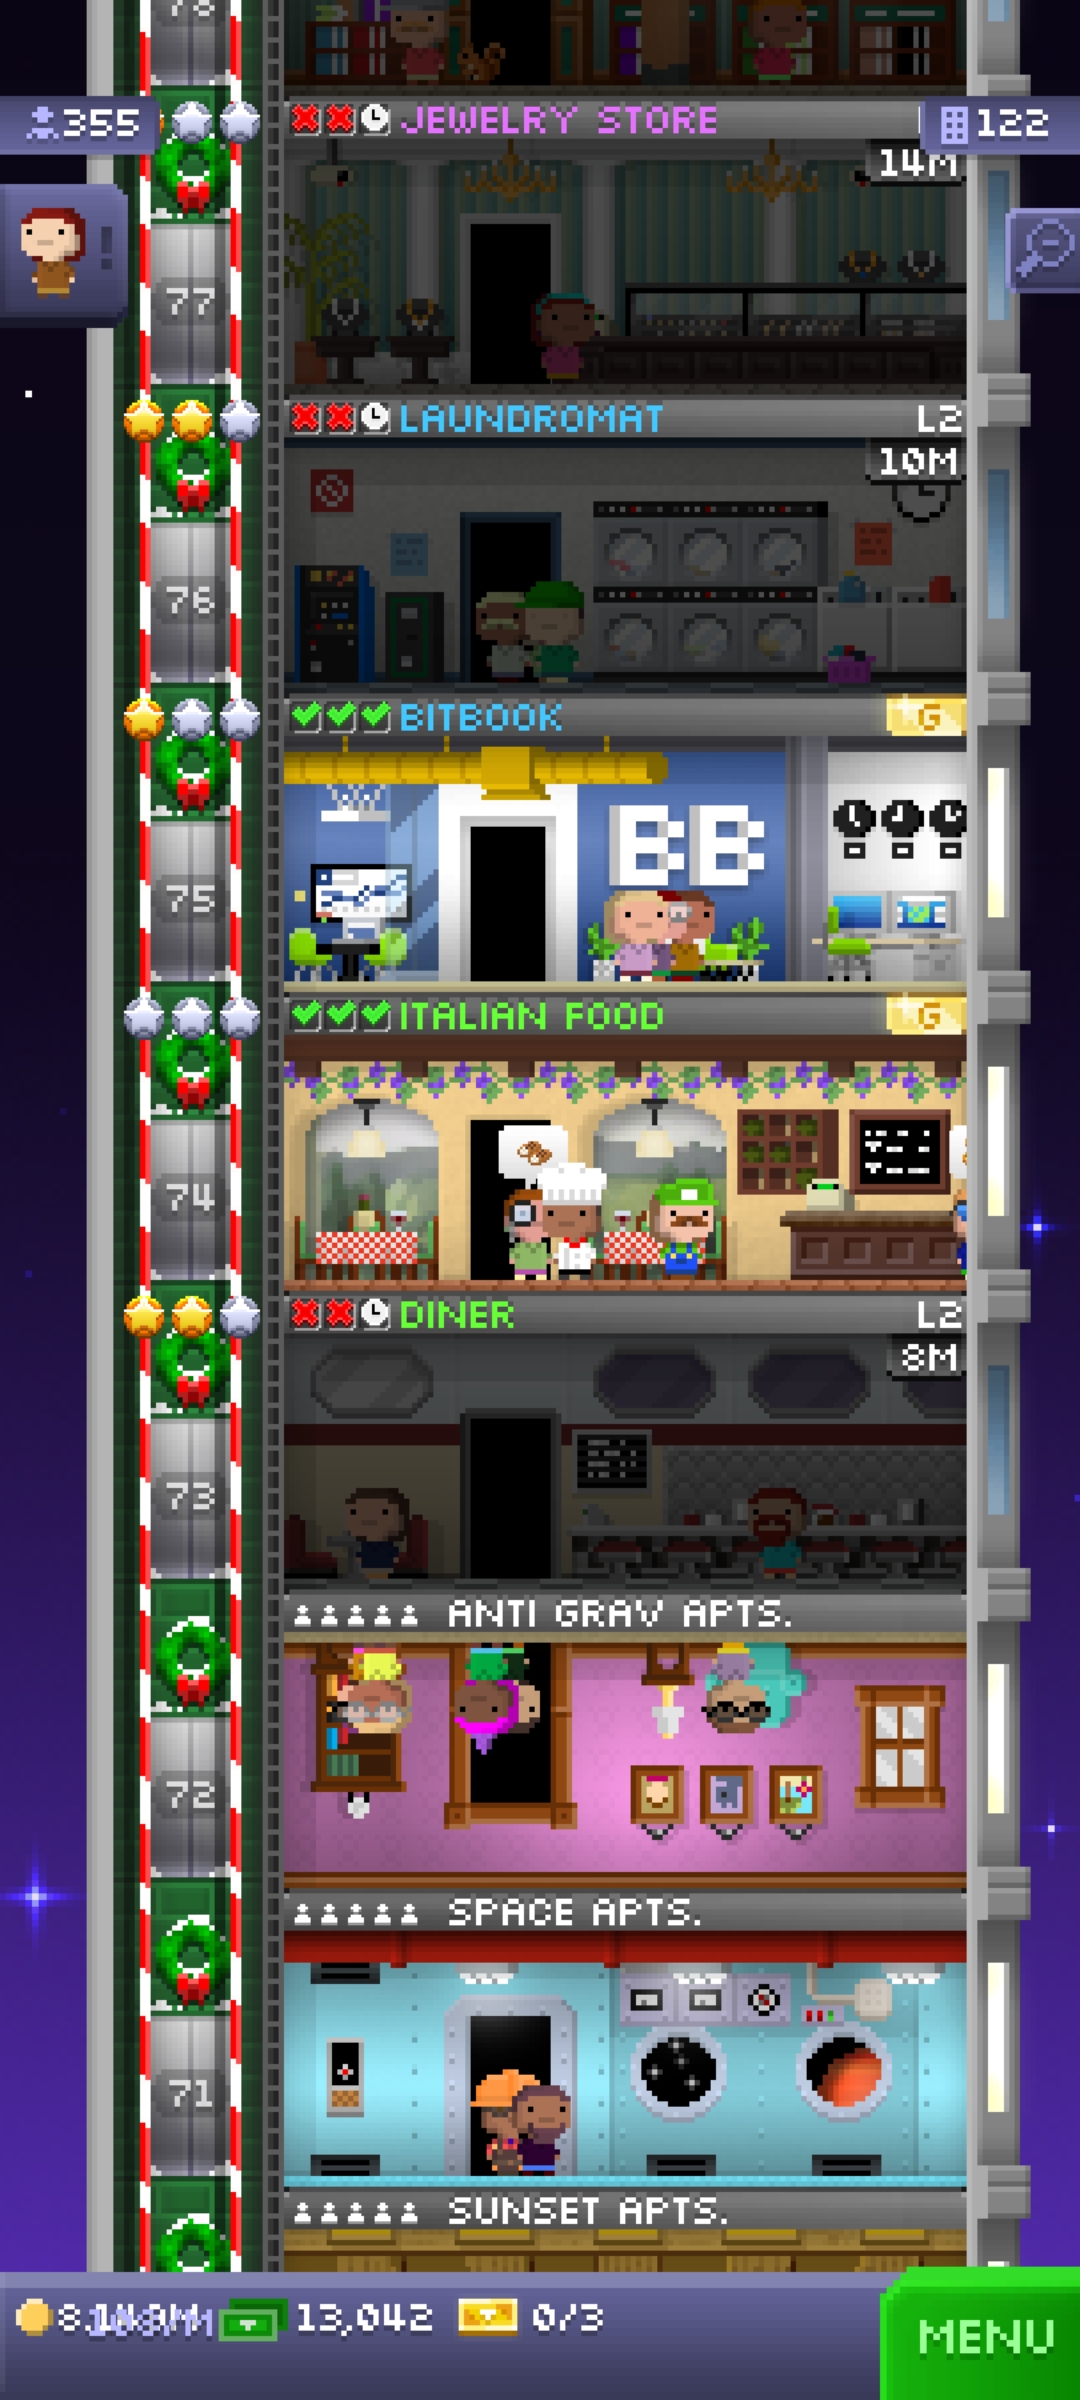 78
355
JEWELRY STORE
122
14M
77
LAUNDROMAT
L2
10M
76
BITBOOK
G
BB
75
ITALIAN FOOD
G
74
DINER
L2
8M
73
ANTI GRAV APTS.
72
SPACE APTS.
71
SUNSET APTS.
13,042
0/3
MENU